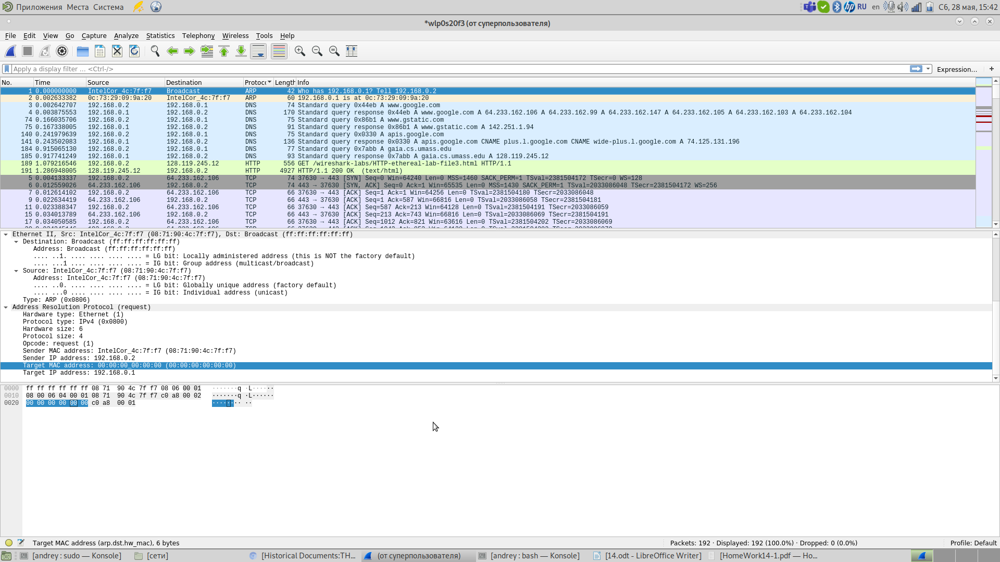 Приложения Места Система RU en Сб, 28 мая, 15:42
*wlp0s20f3 (от суперпользователя)
File Edit View Go Capture Analyze Statistics Telephony Wireless Tools Help
Apply a display filter ... <Ctrl-/> Expression... +
No. Time Source Destination Protoc Length Info
1 0.000000000 IntelCor_4c:7f:f7 Broadcast ARP 42 Who has 192.168.0.1? Tell 192.168.0.2
2 0.002633382 0c:73:29:09:9a:20 IntelCor_4c:7f:f7 ARP 60 192.168.0.1 is at 0c:73:29:09:9a:20
3 0.002642707 192.168.0.2 192.168.0.1 DNS 74 Standard query 0x44eb A www.google.com
4 0.003875553 192.168.0.1 192.168.0.2 DNS 170 Standard query response 0x44eb A www.google.com A 64.233.162.106 A 64.233.162.99 A 64.233.162.147 A 64.233.162.105 A 64.233.162.103 A 64.233.162.104
74 0.166035706 192.168.0.2 192.168.0.1 DNS 75 Standard query 0x86b1 A www.gstatic.com
75 0.167338005 192.168.0.1 192.168.0.2 DNS 91 Standard query response 0x86b1 A www.gstatic.com A 142.251.1.94
140 0.241979639 192.168.0.2 192.168.0.1 DNS 75 Standard query 0x0330 A apis.google.com
141 0.243502083 192.168.0.1 192.168.0.2 DNS 136 Standard query response 0x0330 A apis.google.com CNAME plus.l.google.com CNAME wide-plus.l.google.com A 74.125.131.196
184 0.915065130 192.168.0.2 192.168.0.1 DNS 77 Standard query 0x7abb A gaia.cs.umass.edu
185 0.917741249 192.168.0.1 192.168.0.2 DNS 93 Standard query response 0x7abb A gaia.cs.umass.edu A 128.119.245.12
189 1.079216546 192.168.0.2 128.119.245.12 HTTP 556 GET /wireshark-labs/HTTP-ethereal-lab-file3.html HTTP/1.1
191 1.286948005 128.119.245.12 192.168.0.2 HTTP 4927 HTTP/1.1 200 OK (text/html)
5 0.004133337 192.168.0.2 64.233.162.106 TCP 74 37630 → 443 [SYN] Seq=0 Win=64240 Len=0 MSS=1460 SACK_PERM=1 TSval=2381504172 TSecr=0 WS=128
6 0.012559026 64.233.162.106 192.168.0.2 TCP 74 443 → 37630 [SYN, ACK] Seq=0 Ack=1 Win=65535 Len=0 MSS=1430 SACK_PERM=1 TSval=2033086048 TSecr=2381504172 WS=256
7 0.012614102 192.168.0.2 64.233.162.106 TCP 66 37630 → 443 [ACK] Seq=1 Ack=1 Win=64256 Len=0 TSval=2381504180 TSecr=2033086048
9 0.022634419 64.233.162.106 192.168.0.2 TCP 66 443 → 37630 [ACK] Seq=1 Ack=587 Win=66816 Len=0 TSval=2033086058 TSecr=2381504181
11 0.023388347 192.168.0.2 64.233.162.106 TCP 66 37630 → 443 [ACK] Seq=587 Ack=213 Win=64128 Len=0 TSval=2381504191 TSecr=2033086059
15 0.034013789 64.233.162.106 192.168.0.2 TCP 66 443 → 37630 [ACK] Seq=213 Ack=743 Win=66816 Len=0 TSval=2033086069 TSecr=2381504191
17 0.034050585 192.168.0.2 64.233.162.106 TCP 66 37630 → 443 [ACK] Seq=1012 Ack=821 Win=63616 Len=0 TSval=2381504202 TSecr=2033086069
Ethernet II, Src: IntelCor_4c:7f:f7 (08:71:90:4c:7f:f7), Dst: Broadcast (ff:ff:ff:ff:ff:ff)
Destination: Broadcast (ff:ff:ff:ff:ff:ff)
Address: Broadcast (ff:ff:ff:ff:ff:ff)
.... ..1. .... .... .... .... = LG bit: Locally administered address (this is NOT the factory default)
.... ...1 .... .... .... .... = IG bit: Group address (multicast/broadcast)
Source: IntelCor_4c:7f:f7 (08:71:90:4c:7f:f7)
Address: IntelCor_4c:7f:f7 (08:71:90:4c:7f:f7)
.... ..0. .... .... .... .... = LG bit: Globally unique address (factory default)
.... ...0 .... .... .... .... = IG bit: Individual address (unicast)
Type: ARP (0x0806)
Address Resolution Protocol (request)
Hardware type: Ethernet (1)
Protocol type: IPv4 (0x0800)
Hardware size: 6
Protocol size: 4
Opcode: request (1)
Sender MAC address: IntelCor_4c:7f:f7 (08:71:90:4c:7f:f7)
Sender IP address: 192.168.0.2
Target MAC address: 00:00:00_00:00:00 (00:00:00:00:00:00)
Target IP address: 192.168.0.1
0000 ff ff ff ff ff ff 08 71 90 4c 7f f7 08 06 00 01 ·······q ·L······
0010 08 00 06 04 00 01 08 71 90 4c 7f f7 c0 a8 00 02 ·······q ·L······
0020 00 00 00 00 00 00 c0 a8 00 01 ········ ··
Target MAC address (arp.dst.hw_mac), 6 bytes Packets: 192 · Displayed: 192 (100.0%) · Dropped: 0 (0.0%) Profile: Default
[andrey : sudo — Konsole] [сети] [Historical Documents:TH... (от суперпользователя) [andrey : bash — Konsole] [14.odt - LibreOffice Writer] [HomeWork14-1.pdf — Ho...